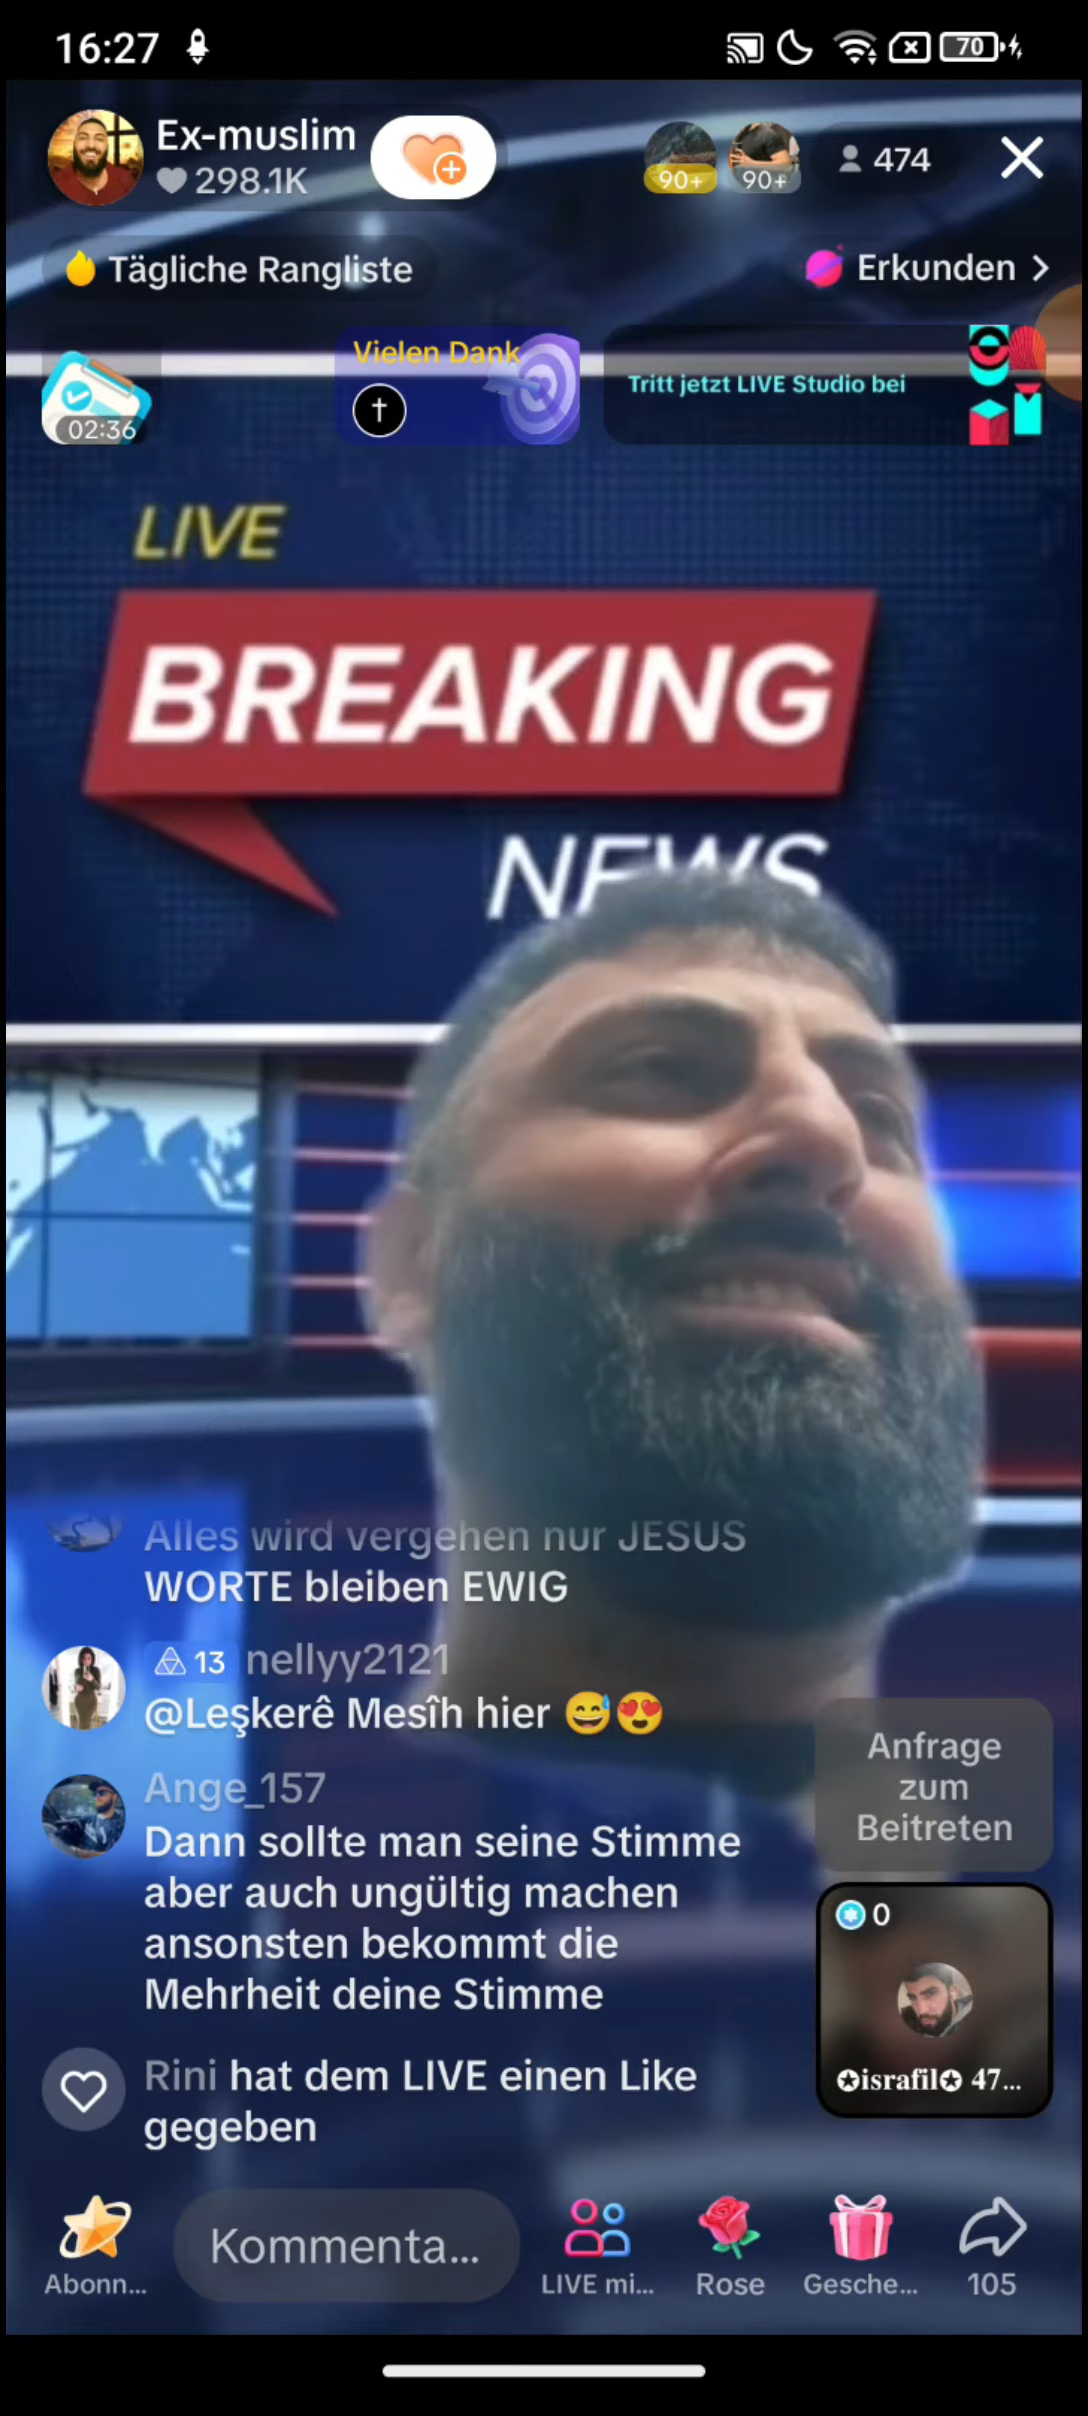 16:27
70
Ex-muslim
298.1K
90+
90+
474
Tägliche Rangliste
Erkunden
Vielen Dank
Tritt jetzt LIVE Studio bei
02:36
LIVE
BREAKING
NEWS
Alles wird vergehen nur JESUS
WORTE bleiben EWIG
13 nellyy2121
@Leşkerê Mesîh hier 😅😍
Anfrage
zum
Beitreten
Ange_157
Dann sollte man seine Stimme
aber auch ungültig machen
ansonsten bekommt die
Mehrheit deine Stimme
0
✪israfil✪ 47...
Rini hat dem LIVE einen Like
gegeben
Kommenta...
Abonn...
LIVE mi...
Rose
Gesche...
105